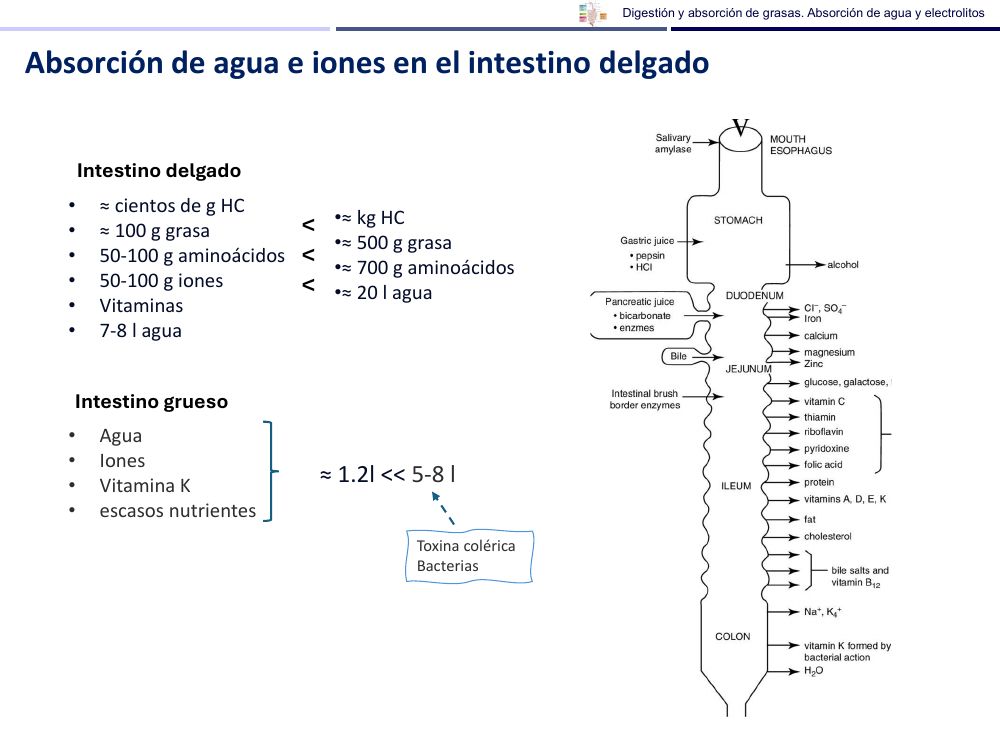 Digestión y absorción de grasas. Absorción de agua y electrolitos
Absorción de agua e iones en el intestino delgado
Intestino delgado
• ≈ cientos de g HC
• ≈ 100 g grasa
• 50-100 g aminoácidos
• 50-100 g iones
• Vitaminas
• 7-8 l agua
<
<
<
•≈ kg HC
•≈ 500 g grasa
•≈ 700 g aminoácidos
•≈ 20 l agua
Intestino grueso
• Agua
• Iones
• Vitamina K
• escasos nutrientes
≈ 1.2l << 5-8 l
Toxina colérica
Bacterias
V
Salivary
amylase
MOUTH
ESOPHAGUS
STOMACH
Gastric juice
• pepsin
• HCl
alcohol
DUODENUM
Pancreatic juice
• bicarbonate
• enzmes
Cl⁻, SO₄⁻
Iron
calcium
magnesium
Zinc
Bile
JEJUNUM
glucose, galactose,
Intestinal brush
border enzymes
vitamin C
thiamin
riboflavin
pyridoxine
folic acid
ILEUM
protein
vitamins A, D, E, K
fat
cholesterol
bile salts and
vitamin B₁₂
Na⁺, K₄⁺
COLON
vitamin K formed by
bacterial action
H₂O